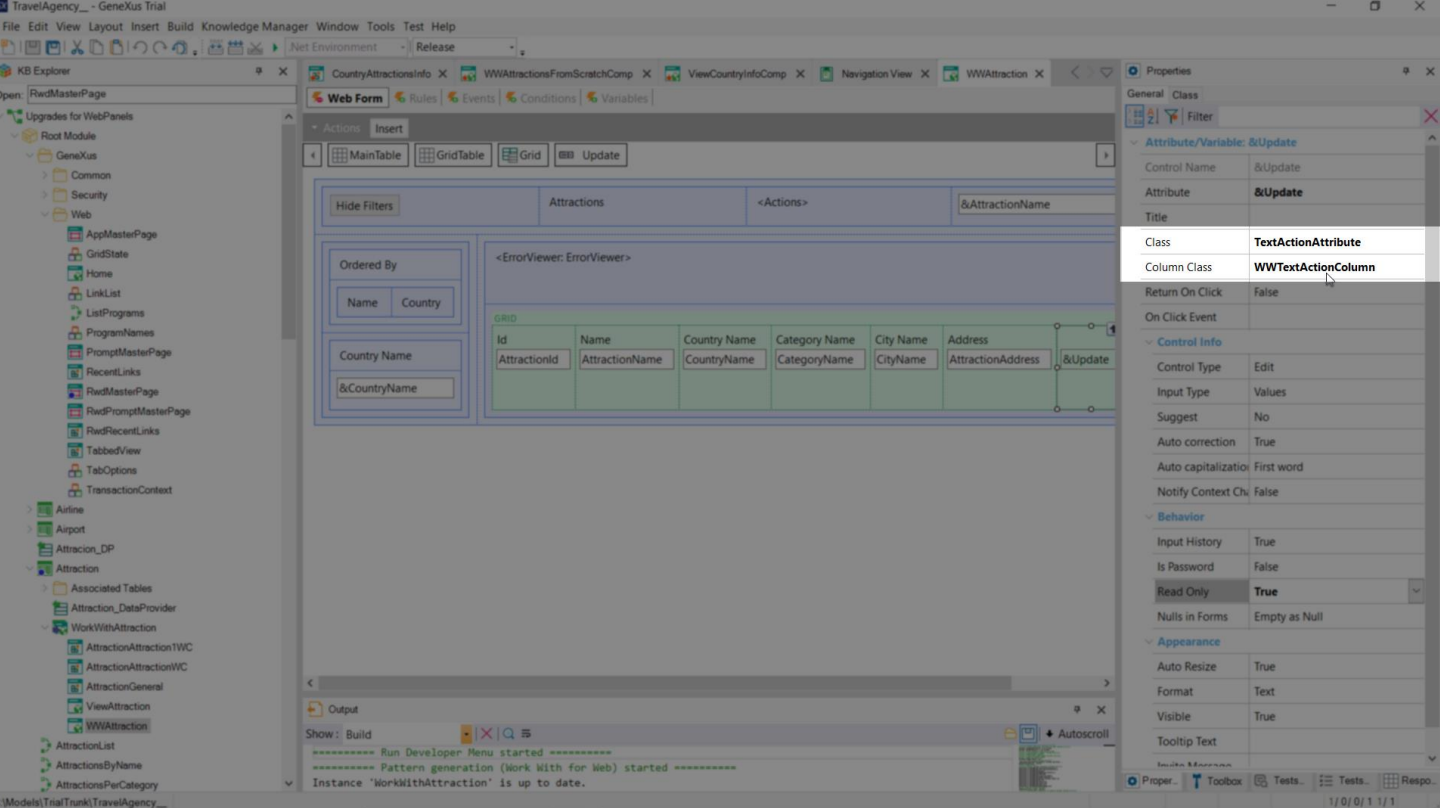 TravelAgency__ - GeneXus Trial
File Edit View Layout Insert Build Knowledge Manager Window Tools Test Help
.Net Environment Release
KB Explorer
Open: RwdMasterPage
Upgrades for WebPanels
Root Module
GeneXus
Common
Security
Web
AppMasterPage
GridState
Home
LinkList
ListPrograms
ProgramNames
PromptMasterPage
RecentLinks
RwdMasterPage
RwdPromptMasterPage
RwdRecentLinks
TabbedView
TabOptions
TransactionContext
Airline
Airport
Attracion_DP
Attraction
Associated Tables
Attraction_DataProvider
WorkWithAttraction
AttractionAttraction1WC
AttractionAttractionWC
AttractionGeneral
ViewAttraction
WWAttraction
AttractionList
AttractionsByName
AttractionsPerCategory
CountryAttractionsInfo WWAttractionsFromScratchComp ViewCountryInfoComp Navigation View WWAttraction
Web Form Rules Events Conditions Variables
Actions Insert
MainTable GridTable Grid Update
Hide Filters Attractions <Actions> &AttractionName
Ordered By
Name Country
Country Name
&CountryName
<ErrorViewer: ErrorViewer>
GRID
Id Name Country Name Category Name City Name Address
AttractionId AttractionName CountryName CategoryName CityName AttractionAddress &Update
Output
Show: Build Autoscroll
========== Run Developer Menu started ==========
========== Pattern generation (Work With for Web) started ==========
Instance 'WorkWithAttraction' is up to date.
Properties
General Class
Filter
Attribute/Variable: &Update
Control Name &Update
Attribute &Update
Title
Class TextActionAttribute
Column Class WWTextActionColumn
Return On Click False
On Click Event
Control Info
Control Type Edit
Input Type Values
Suggest No
Auto correction True
Auto capitalizatio First word
Notify Context Ch False
Behavior
Input History True
Is Password False
Read Only True
Nulls in Forms Empty as Null
Appearance
Auto Resize True
Format Text
Visible True
Tooltip Text
Invite Message
Proper.. Toolbox Tests.. Tests.. Respo..
:\Models\TrialTrunk\TravelAgency__ 1/ 0/ 0/ 1 1/ 1